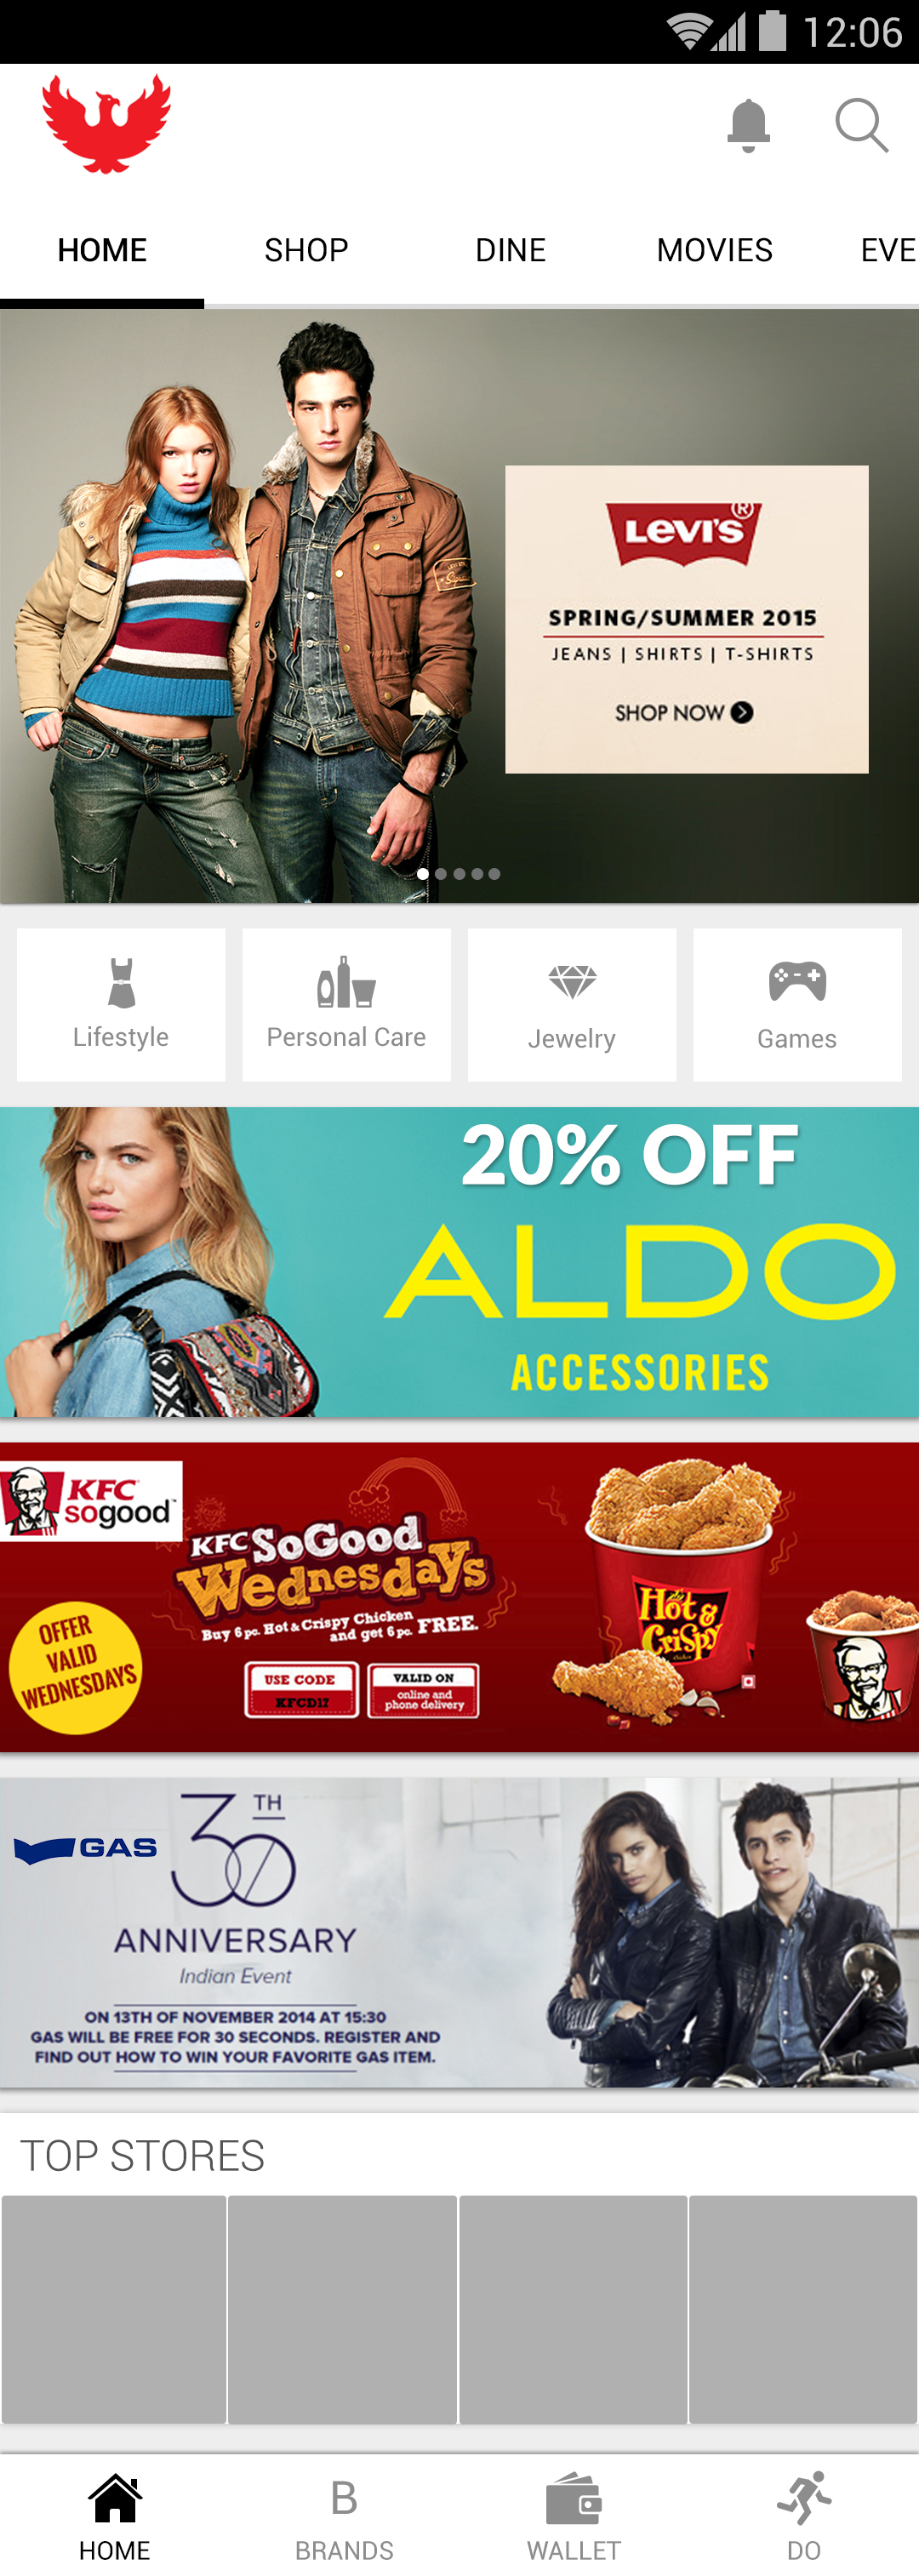 12:06
HOME SHOP DINE MOVIES EVE
LEVI'S ®
SPRING/SUMMER 2015
JEANS | SHIRTS | T-SHIRTS
SHOP NOW
Lifestyle Personal Care Jewelry Games
20% OFF
ALDO
ACCESSORIES
KFC
sogood™
KFC SoGood
Wednesdays
Buy 6 pc. Hot & Crispy Chicken
and get 6 pc. FREE.
OFFER
VALID
WEDNESDAYS
USE CODE
KFCD17
VALID ON
online and
phone delivery
Hot &
Crispy
GAS
30TH
ANNIVERSARY
Indian Event
ON 13TH OF NOVEMBER 2014 AT 15:30
GAS WILL BE FREE FOR 30 SECONDS. REGISTER AND
FIND OUT HOW TO WIN YOUR FAVORITE GAS ITEM.
TOP STORES
B
HOME BRANDS WALLET DO